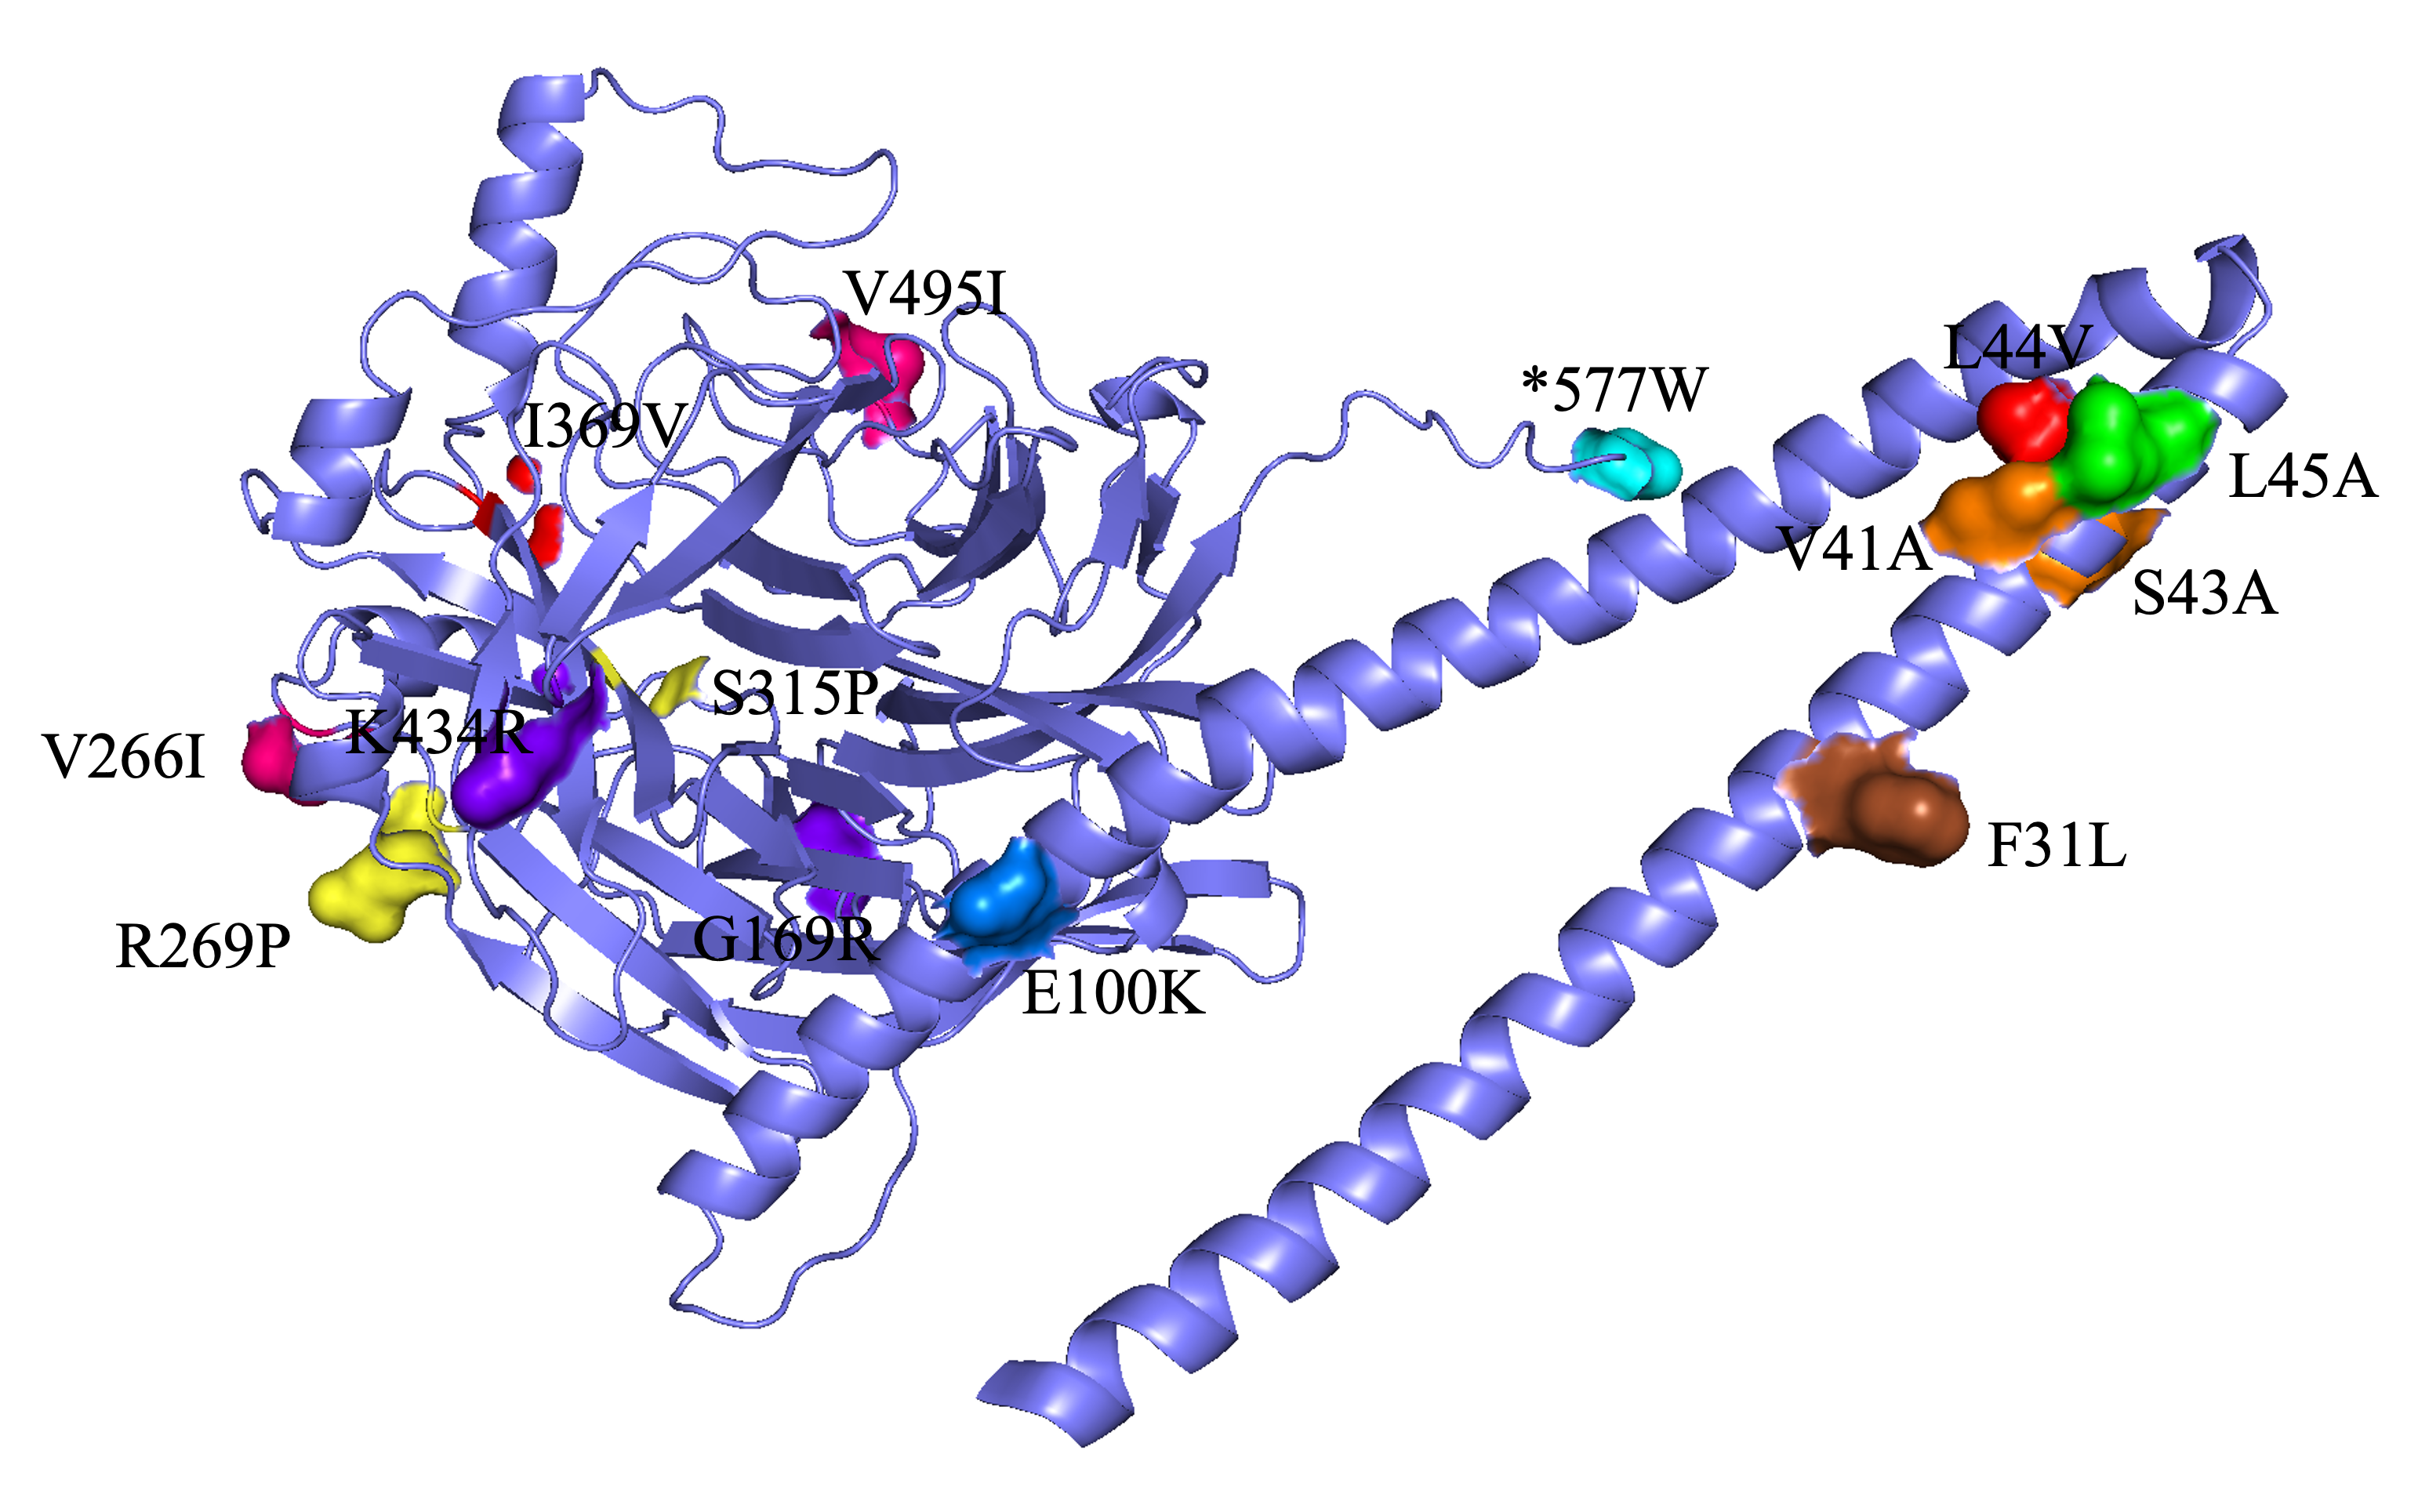 V495I
L44V
*577W
I369V
L45A
V41A
S43A
S315P
K434R
V266I
F31L
R269P
G169R
E100K